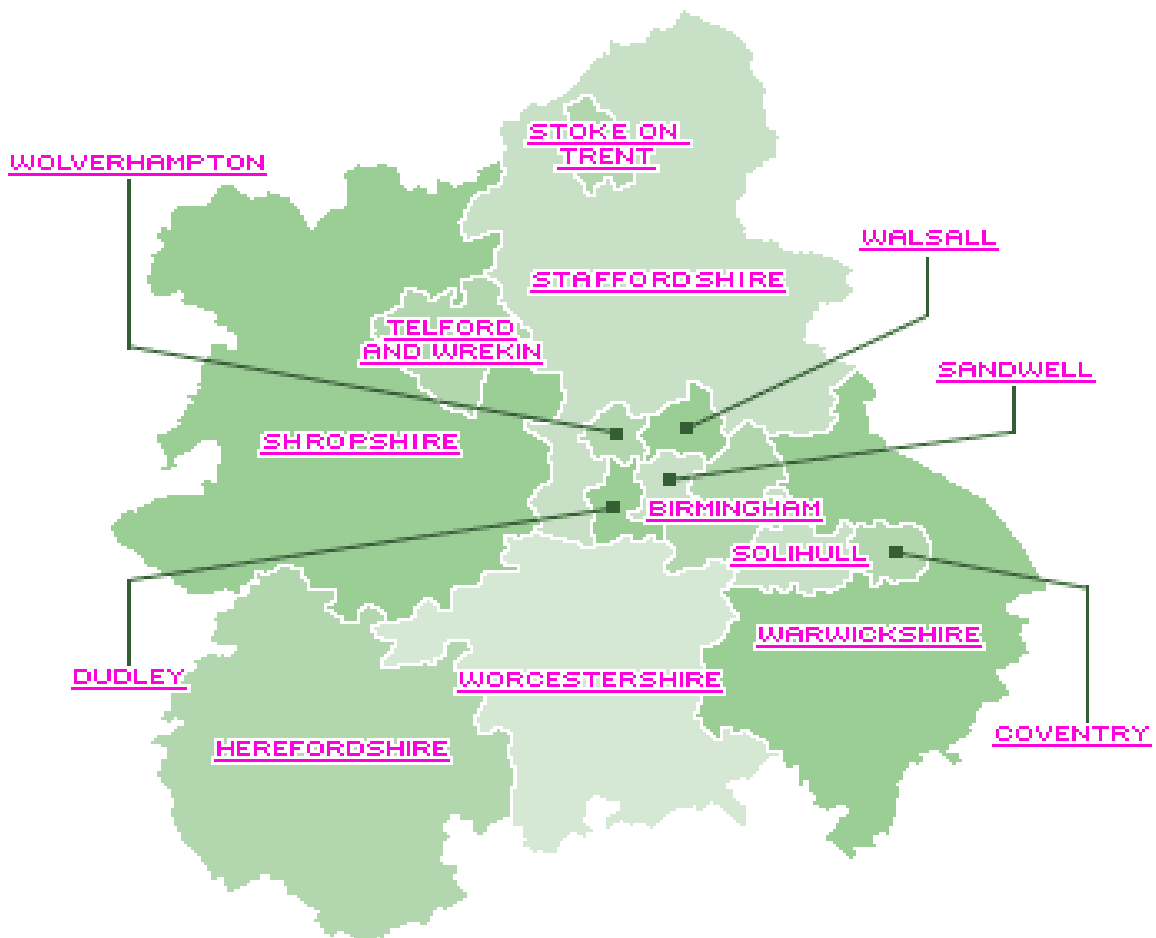 STOKE ON
TRENT
WOLVERHAMPTON
WALSALL
STAFFORDSHIRE
TELFORD
AND WREKIN
SANDWELL
SHROPSHIRE
BIRMINGHAM
SOLIHULL
WARWICKSHIRE
DUDLEY
WORCESTERSHIRE
COVENTRY
HEREFORDSHIRE